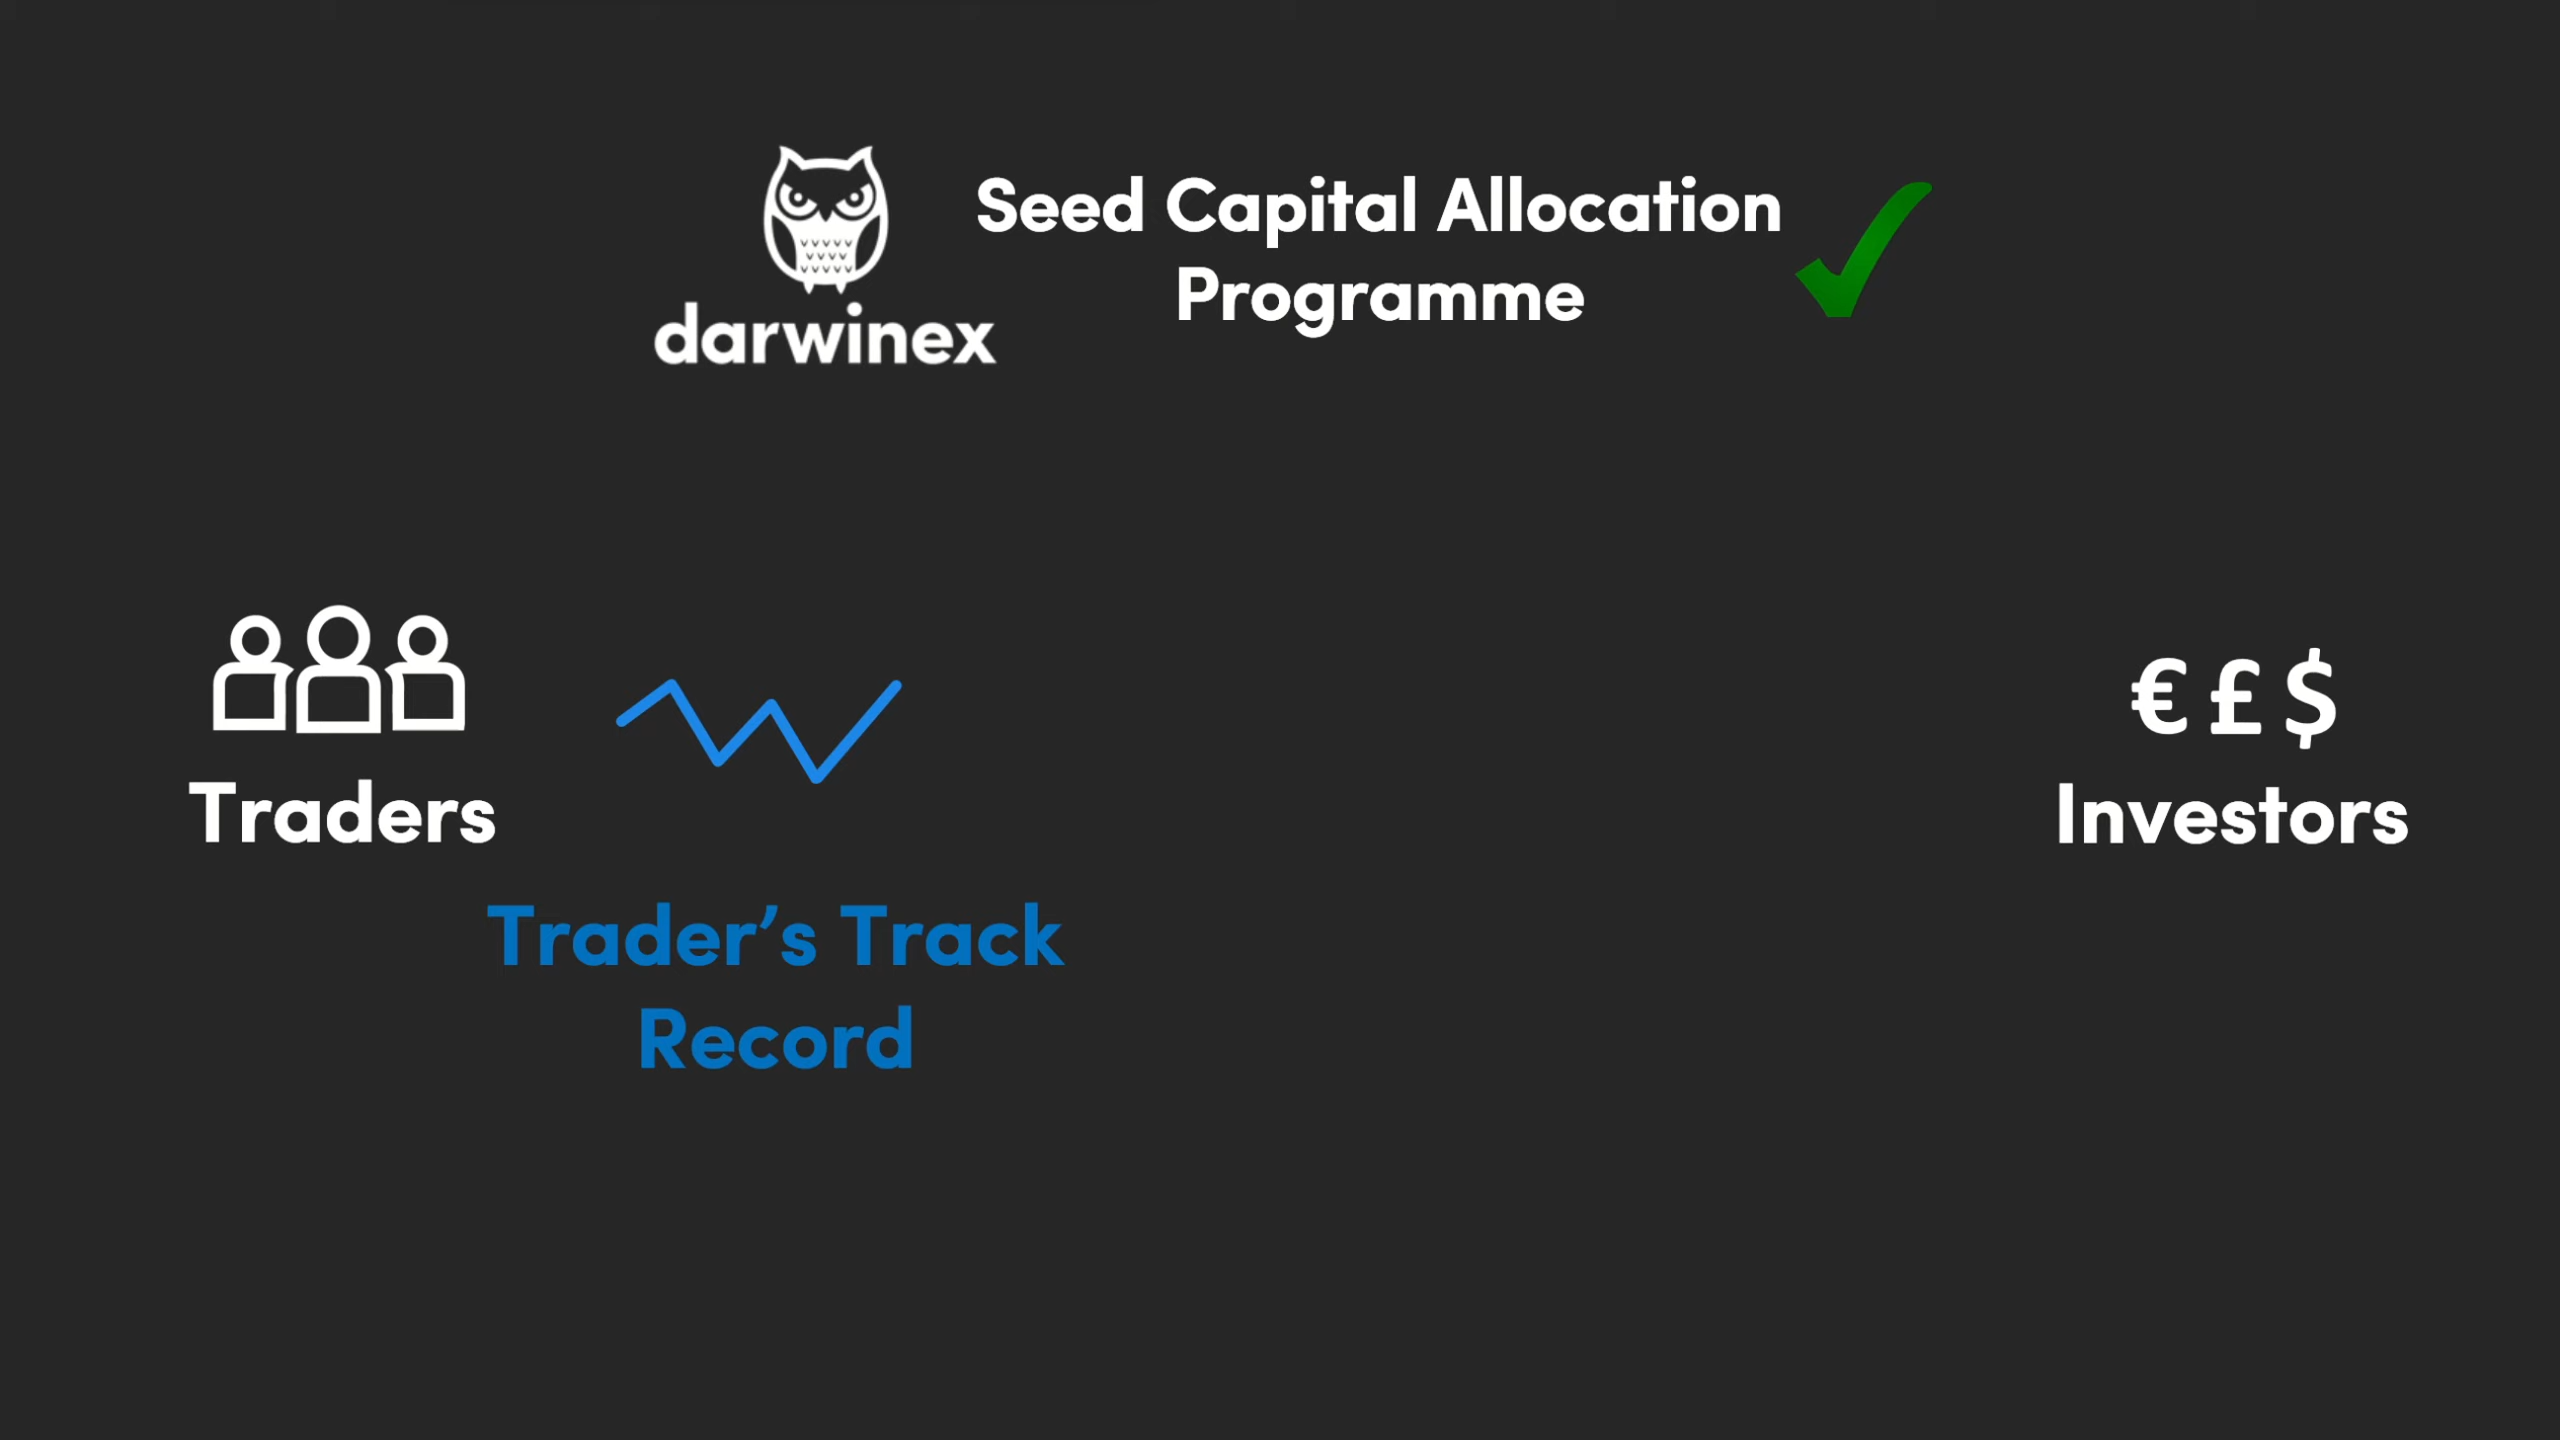 Seed Capital Allocation
Programme
darwinex
€ £ $
Traders
Investors
Trader’s Track
Record